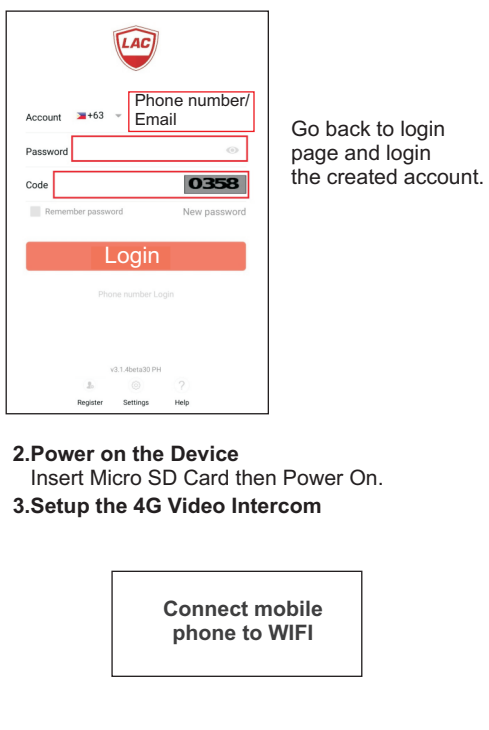 LAC
Account +63 Phone number/
Email
Password
Code 0358
Remember password New password
Login
Phone number Login
v3.1.4beta30 PH
Register Settings Help
Go back to login
page and login
the created account.
2.Power on the Device
Insert Micro SD Card then Power On.
3.Setup the 4G Video Intercom
Connect mobile
phone to WIFI